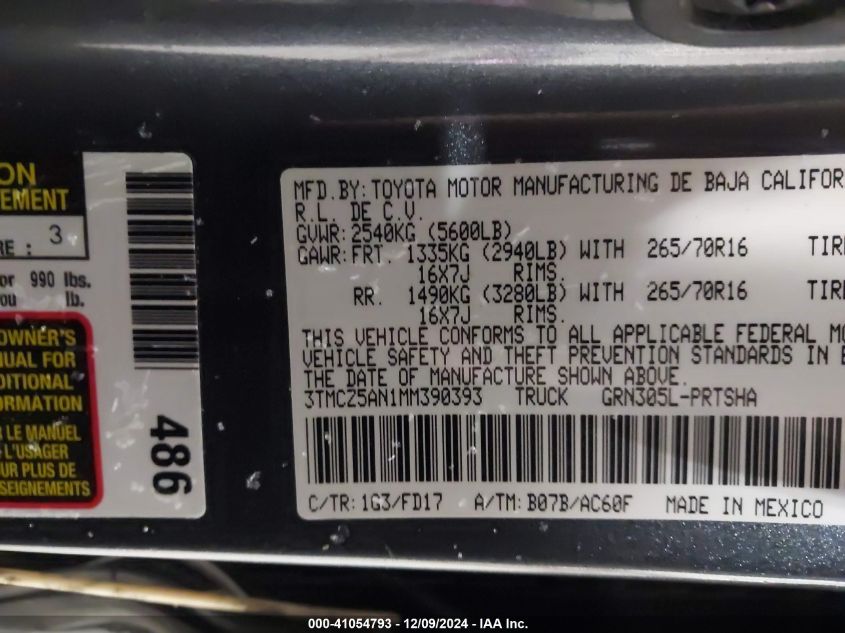 ON
EMENT
RE : 3
or 990 lbs.
ou lb.
OWNER'S
NUAL FOR
DITIONAL
ORMATION
LE MANUEL
L'USAGER
UR PLUS DE
SEIGNEMENTS
486
MFD.BY:TOYOTA MOTOR MANUFACTURING DE BAJA CALIFOR
R.L. DE C.V.
GVWR:2540KG (5600LB)
GAWR:FRT. 1335KG (2940LB) WITH 265/70R16 TIRE
16X7J RIMS.
RR. 1490KG (3280LB) WITH 265/70R16 TIRE
16X7J RIMS.
THIS VEHICLE CONFORMS TO ALL APPLICABLE FEDERAL MO
VEHICLE SAFETY AND THEFT PREVENTION STANDARDS IN E
THE DATE OF MANUFACTURE SHOWN ABOVE.
3TMCZ5AN1MM390393 TRUCK GRN305L-PRTSHA
C/TR:1G3/FD17 A/TM:B07B/AC60F MADE IN MEXICO
000-41054793 - 12/09/2024 - IAA Inc.